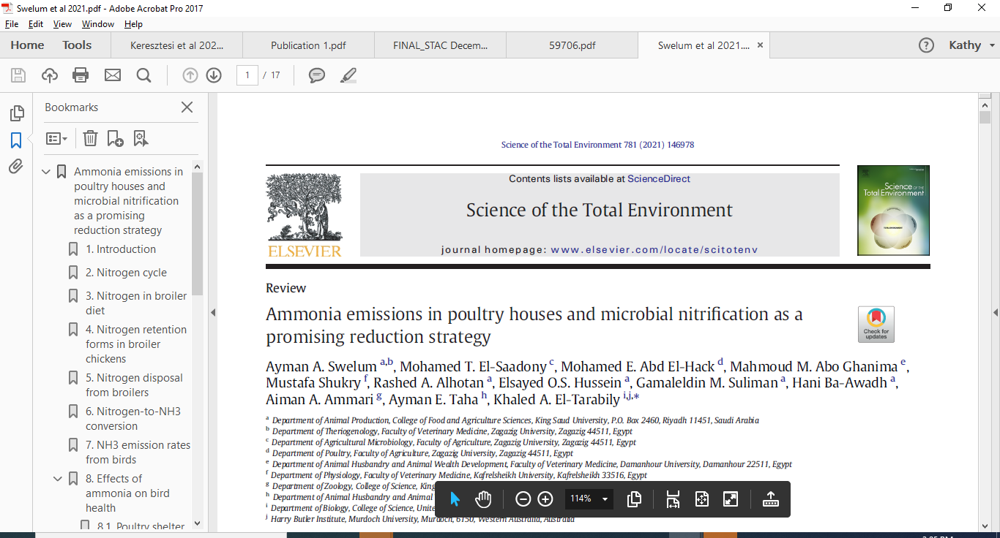 Swelum et al 2021.pdf - Adobe Acrobat Pro 2017
File Edit View Window Help
Home Tools Keresztesi et al 202... Publication 1.pdf FINAL_STAC Decem... 59706.pdf Swelum et al 2021.... × ? Kathy
1 / 17
Bookmarks
Ammonia emissions in
poultry houses and
microbial nitrification
as a promising
reduction strategy
1. Introduction
2. Nitrogen cycle
3. Nitrogen in broiler
diet
4. Nitrogen retention
forms in broiler
chickens
5. Nitrogen disposal
from broilers
6. Nitrogen-to-NH3
conversion
7. NH3 emission rates
from birds
8. Effects of
ammonia on bird
health
8.1. Poultry shelter
Science of the Total Environment 781 (2021) 146978
Contents lists available at ScienceDirect
Science of the Total Environment
journal homepage: www.elsevier.com/locate/scitotenv
ELSEVIER
Science OF THE
Total Environment
TOTAL ENVIRONMENT
Review
Ammonia emissions in poultry houses and microbial nitrification as a
promising reduction strategy
Check for
updates
Ayman A. Swelum a,b, Mohamed T. El-Saadony c, Mohamed E. Abd El-Hack d, Mahmoud M. Abo Ghanima e,
Mustafa Shukry f, Rashed A. Alhotan a, Elsayed O.S. Hussein a, Gamaleldin M. Suliman a, Hani Ba-Awadh a,
Aiman A. Ammari g, Ayman E. Taha h, Khaled A. El-Tarabily i,j,*
a Department of Animal Production, College of Food and Agriculture Sciences, King Saud University, P.O. Box 2460, Riyadh 11451, Saudi Arabia
b Department of Theriogenology, Faculty of Veterinary Medicine, Zagazig University, Zagazig 44511, Egypt
c Department of Agricultural Microbiology, Faculty of Agriculture, Zagazig University, Zagazig 44511, Egypt
d Department of Poultry, Faculty of Agriculture, Zagazig University, Zagazig 44511, Egypt
e Department of Animal Husbandry and Animal Wealth Development, Faculty of Veterinary Medicine, Damanhour University, Damanhour 22511, Egypt
f Department of Physiology, Faculty of Veterinary Medicine, Kafrelsheikh University, Kafrelsheikh 33516, Egypt
g Department of Zoology, College of Science, King
h Department of Animal Husbandry and Animal
i Department of Biology, College of Science, Unite
j Harry Butler Institute, Murdoch University, Murdoch, 6150, Western Australia, Australia
114%